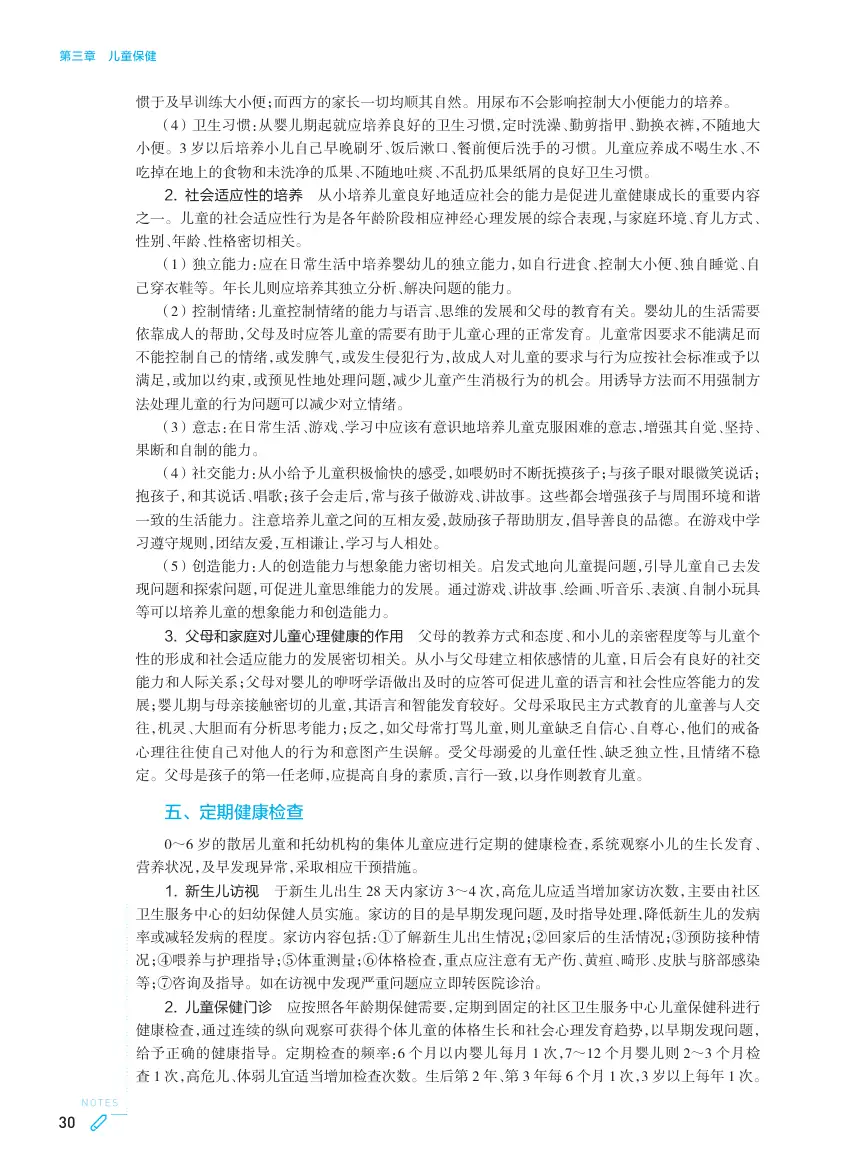 第三章 儿童保健
惯于及早训练大小便;而西方的家长一切均顺其自然。用尿布不会影响控制大小便能力的培养。
(4)卫生习惯:从婴儿期起就应培养良好的卫生习惯,定时洗澡、勤剪指甲、勤换衣裤,不随地大
小便。3 岁以后培养小儿自己早晚刷牙、饭后漱口、餐前便后洗手的习惯。儿童应养成不喝生水、不
吃掉在地上的食物和未洗净的瓜果、不随地吐痰、不乱扔瓜果纸屑的良好卫生习惯。
2. 社会适应性的培养 从小培养儿童良好地适应社会的能力是促进儿童健康成长的重要内容
之一。儿童的社会适应性行为是各年龄阶段相应神经心理发展的综合表现,与家庭环境、育儿方式、
性别、年龄、性格密切相关。
(1)独立能力:应在日常生活中培养婴幼儿的独立能力,如自行进食、控制大小便、独自睡觉、自
己穿衣鞋等。年长儿则应培养其独立分析、解决问题的能力。
(2)控制情绪:儿童控制情绪的能力与语言、思维的发展和父母的教育有关。婴幼儿的生活需要
依靠成人的帮助,父母及时应答儿童的需要有助于儿童心理的正常发育。儿童常因要求不能满足而
不能控制自己的情绪,或发脾气,或发生侵犯行为,故成人对儿童的要求与行为应按社会标准或予以
满足,或加以约束,或预见性地处理问题,减少儿童产生消极行为的机会。用诱导方法而不用强制方
法处理儿童的行为问题可以减少对立情绪。
(3)意志:在日常生活、游戏、学习中应该有意识地培养儿童克服困难的意志,增强其自觉、坚持、
果断和自制的能力。
(4)社交能力:从小给予儿童积极愉快的感受,如喂奶时不断抚摸孩子;与孩子眼对眼微笑说话;
抱孩子,和其说话、唱歌;孩子会走后,常与孩子做游戏、讲故事。这些都会增强孩子与周围环境和谐
一致的生活能力。注意培养儿童之间的互相友爱,鼓励孩子帮助朋友,倡导善良的品德。在游戏中学
习遵守规则,团结友爱,互相谦让,学习与人相处。
(5)创造能力:人的创造能力与想象能力密切相关。启发式地向儿童提问题,引导儿童自己去发
现问题和探索问题,可促进儿童思维能力的发展。通过游戏、讲故事、绘画、听音乐、表演、自制小玩具
等可以培养儿童的想象能力和创造能力。
3. 父母和家庭对儿童心理健康的作用 父母的教养方式和态度、和小儿的亲密程度等与儿童个
性的形成和社会适应能力的发展密切相关。从小与父母建立相依感情的儿童,日后会有良好的社交
能力和人际关系;父母对婴儿的咿呀学语做出及时的应答可促进儿童的语言和社会性应答能力的发
展;婴儿期与母亲接触密切的儿童,其语言和智能发育较好。父母采取民主方式教育的儿童善与人交
往,机灵、大胆而有分析思考能力;反之,如父母常打骂儿童,则儿童缺乏自信心、自尊心,他们的戒备
心理往往使自己对他人的行为和意图产生误解。受父母溺爱的儿童任性、缺乏独立性,且情绪不稳
定。父母是孩子的第一任老师,应提高自身的素质,言行一致,以身作则教育儿童。
五、定期健康检查
0~6 岁的散居儿童和托幼机构的集体儿童应进行定期的健康检查,系统观察小儿的生长发育、
营养状况,及早发现异常,采取相应干预措施。
1. 新生儿访视 于新生儿出生 28 天内家访 3~4 次,高危儿应适当增加家访次数,主要由社区
卫生服务中心的妇幼保健人员实施。家访的目的是早期发现问题,及时指导处理,降低新生儿的发病
率或减轻发病的程度。家访内容包括:①了解新生儿出生情况;②回家后的生活情况;③预防接种情
况;④喂养与护理指导;⑤体重测量;⑥体格检查,重点应注意有无产伤、黄疸、畸形、皮肤与脐部感染
等;⑦咨询及指导。如在访视中发现严重问题应立即转医院诊治。
2. 儿童保健门诊 应按照各年龄期保健需要,定期到固定的社区卫生服务中心儿童保健科进行
健康检查,通过连续的纵向观察可获得个体儿童的体格生长和社会心理发育趋势,以早期发现问题,
给予正确的健康指导。定期检查的频率:6 个月以内婴儿每月 1 次,7~12 个月婴儿则 2~3 个月检
查 1 次,高危儿、体弱儿宜适当增加检查次数。生后第 2 年、第 3 年每 6 个月 1 次,3 岁以上每年 1 次。
NOTES
30